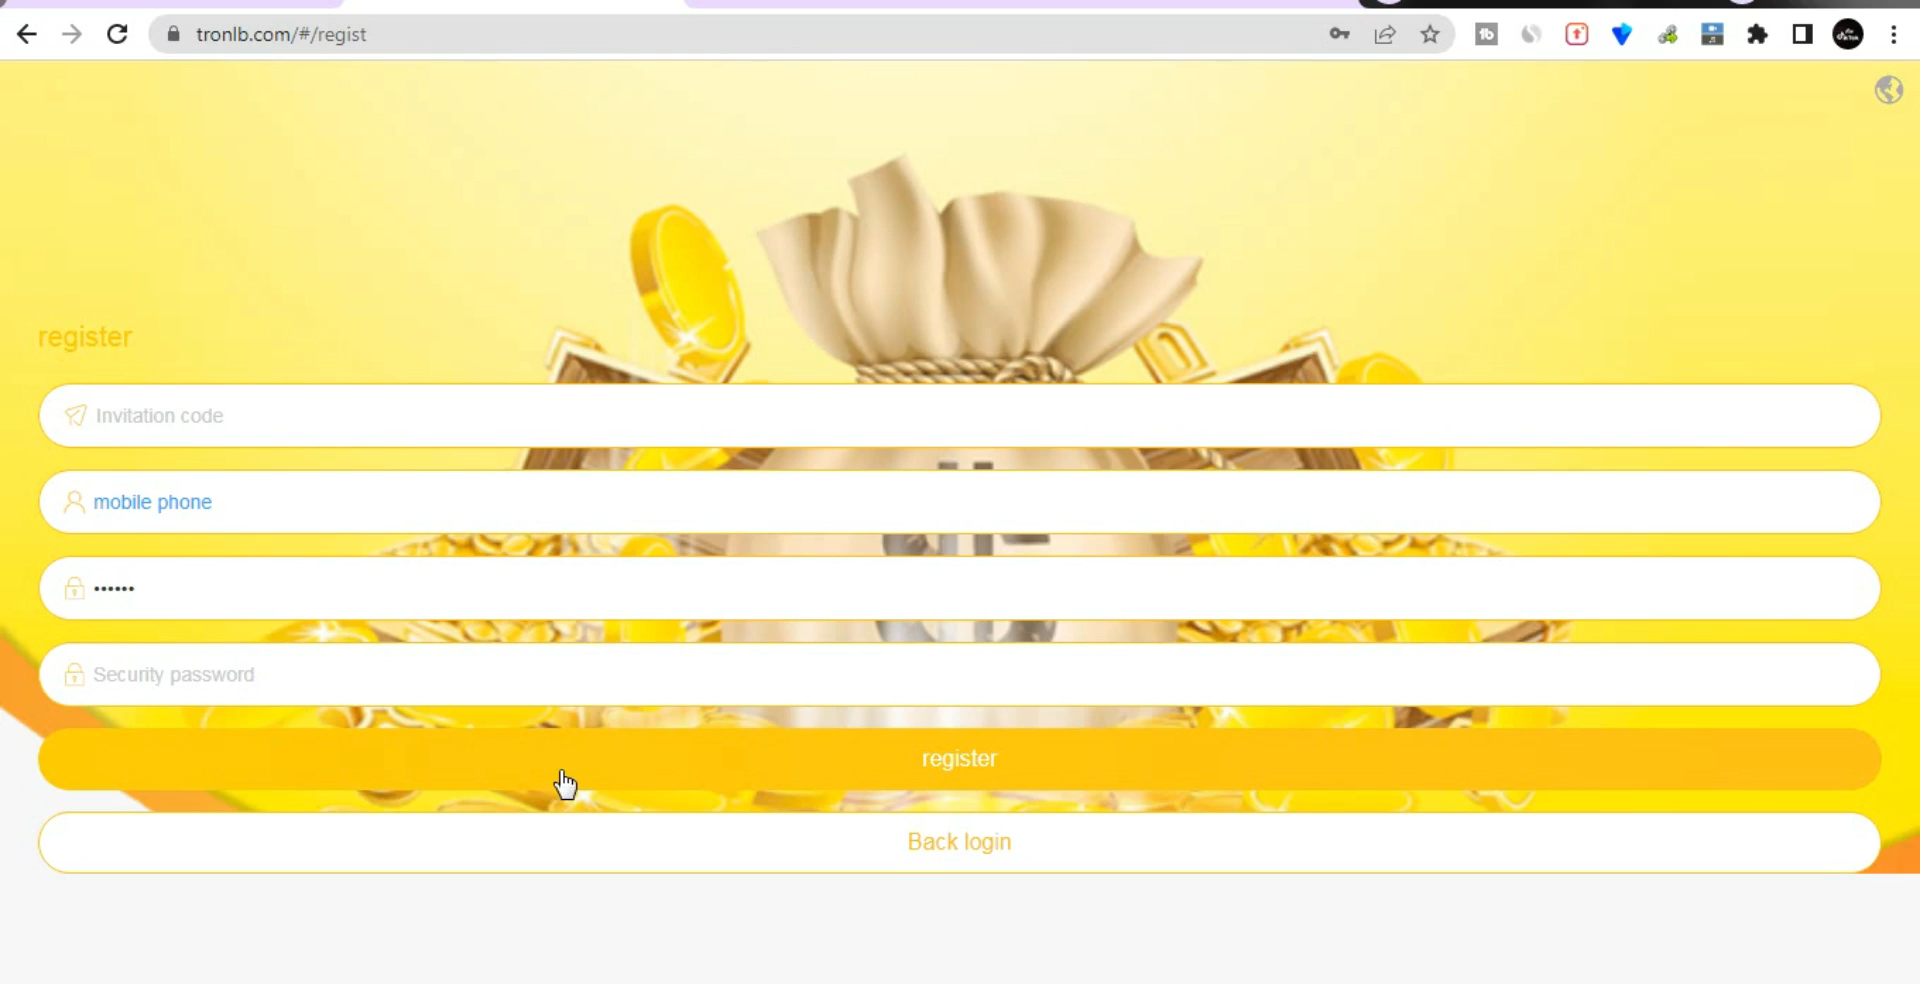 tronlb.com/#/regist
register
Invitation code
mobile phone
••••••
Security password
register
Back login